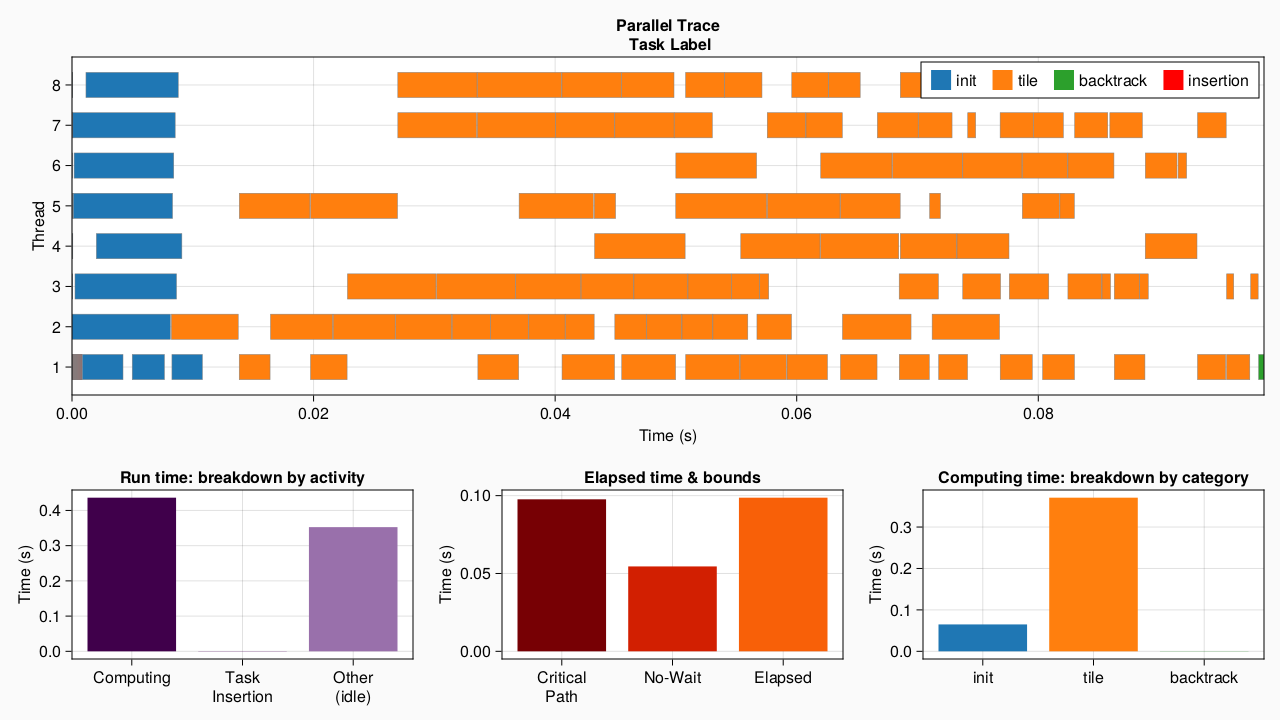 Parallel Trace
Task Label
init tile backtrack insertion
8
7
6
5
4
3
2
1
Thread
0.00 0.02 0.04 0.06 0.08
Time (s)
Run time: breakdown by activity
Time (s)
0.4
0.3
0.2
0.1
0.0
Computing
Task
Insertion
Other
(idle)
Elapsed time & bounds
Time (s)
0.10
0.05
0.00
Critical
Path
No-Wait
Elapsed
Computing time: breakdown by category
Time (s)
0.3
0.2
0.1
0.0
init
tile
backtrack